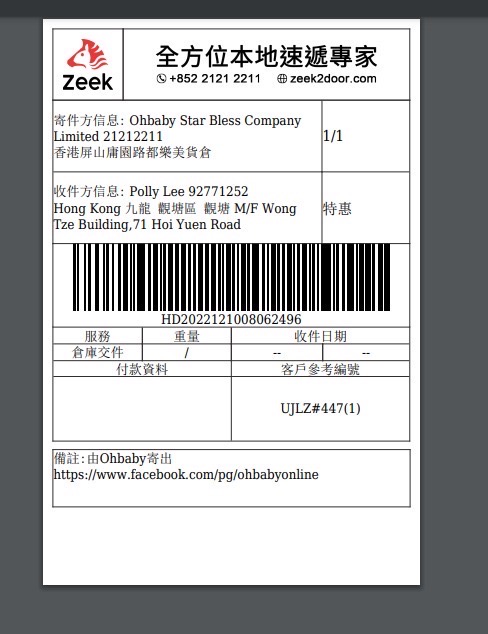 Zeek
全方位本地速遞專家
+852 2121 2211 zeek2door.com
寄件方信息: Ohbaby Star Bless Company
Limited 21212211
香港屏山庸園路都樂美貨倉
1/1
收件方信息: Polly Lee 92771252
Hong Kong 九龍 觀塘區 觀塘 M/F Wong
Tze Building,71 Hoi Yuen Road
特惠
HD2022121008062496
服務 重量 收件日期
倉庫交件 / -- --
付款資料 客戶參考編號
UJLZ#447(1)
備註:由Ohbaby寄出
https://www.facebook.com/pg/ohbabyonline